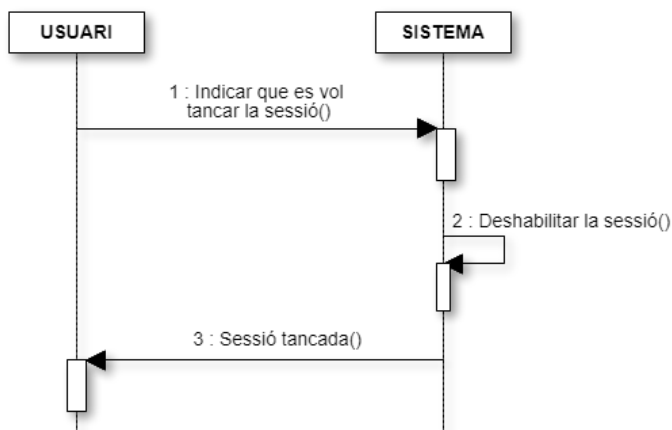 USUARI
SISTEMA
1 : Indicar que es vol
tancar la sessió()
2 : Deshabilitar la sessió()
3 : Sessió tancada()